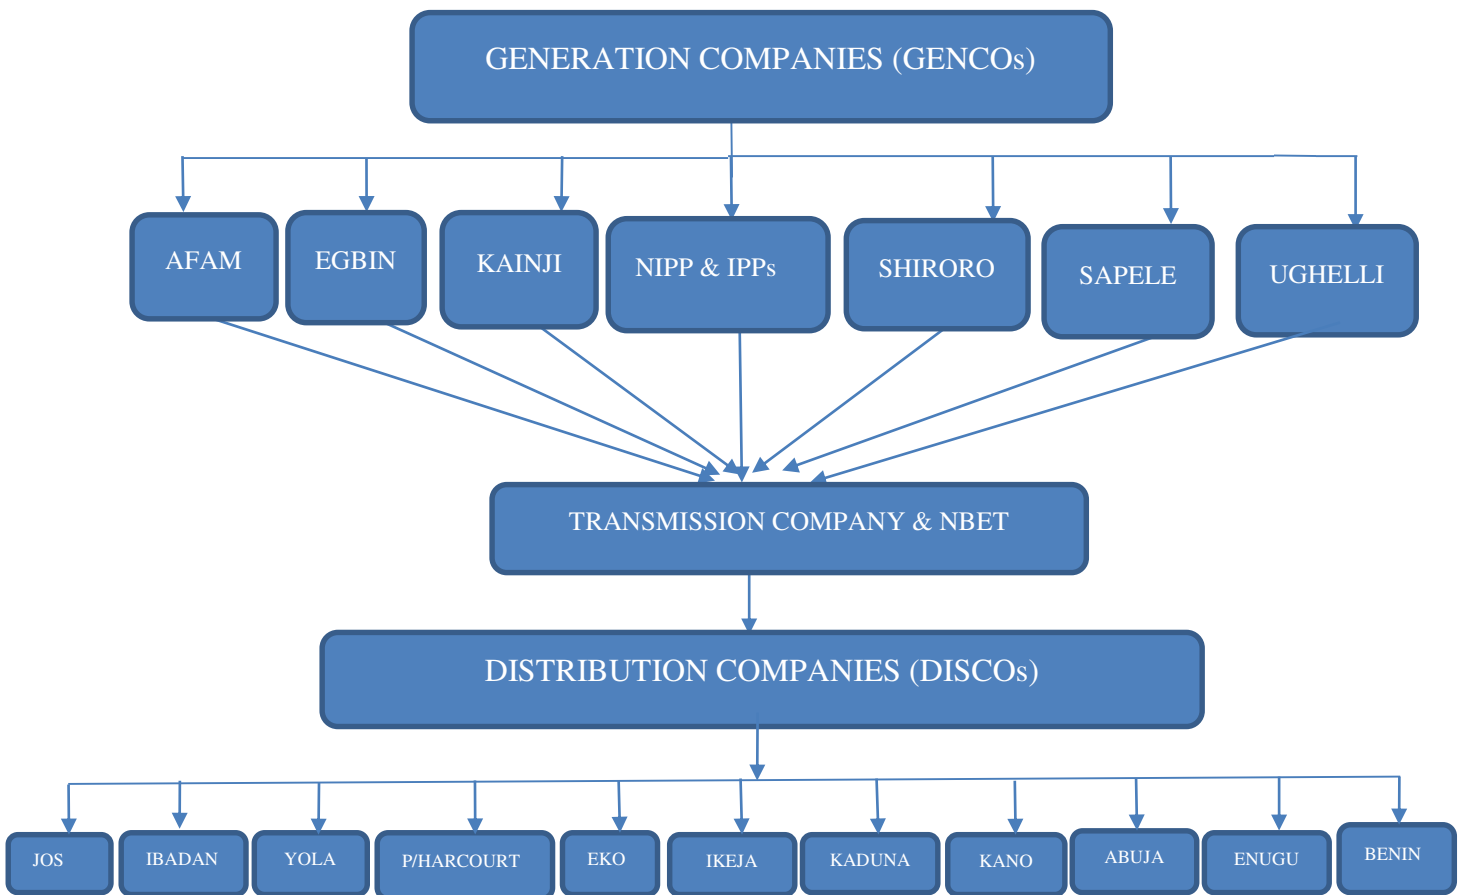 GENERATION COMPANIES (GENCOs)
AFAM
EGBIN
KAINJI
NIPP & IPPs
SHIRORO
SAPELE
UGHELLI
TRANSMISSION COMPANY & NBET
DISTRIBUTION COMPANIES (DISCOs)
JOS
IBADAN
YOLA
P/HARCOURT
EKO
IKEJA
KADUNA
KANO
ABUJA
ENUGU
BENIN